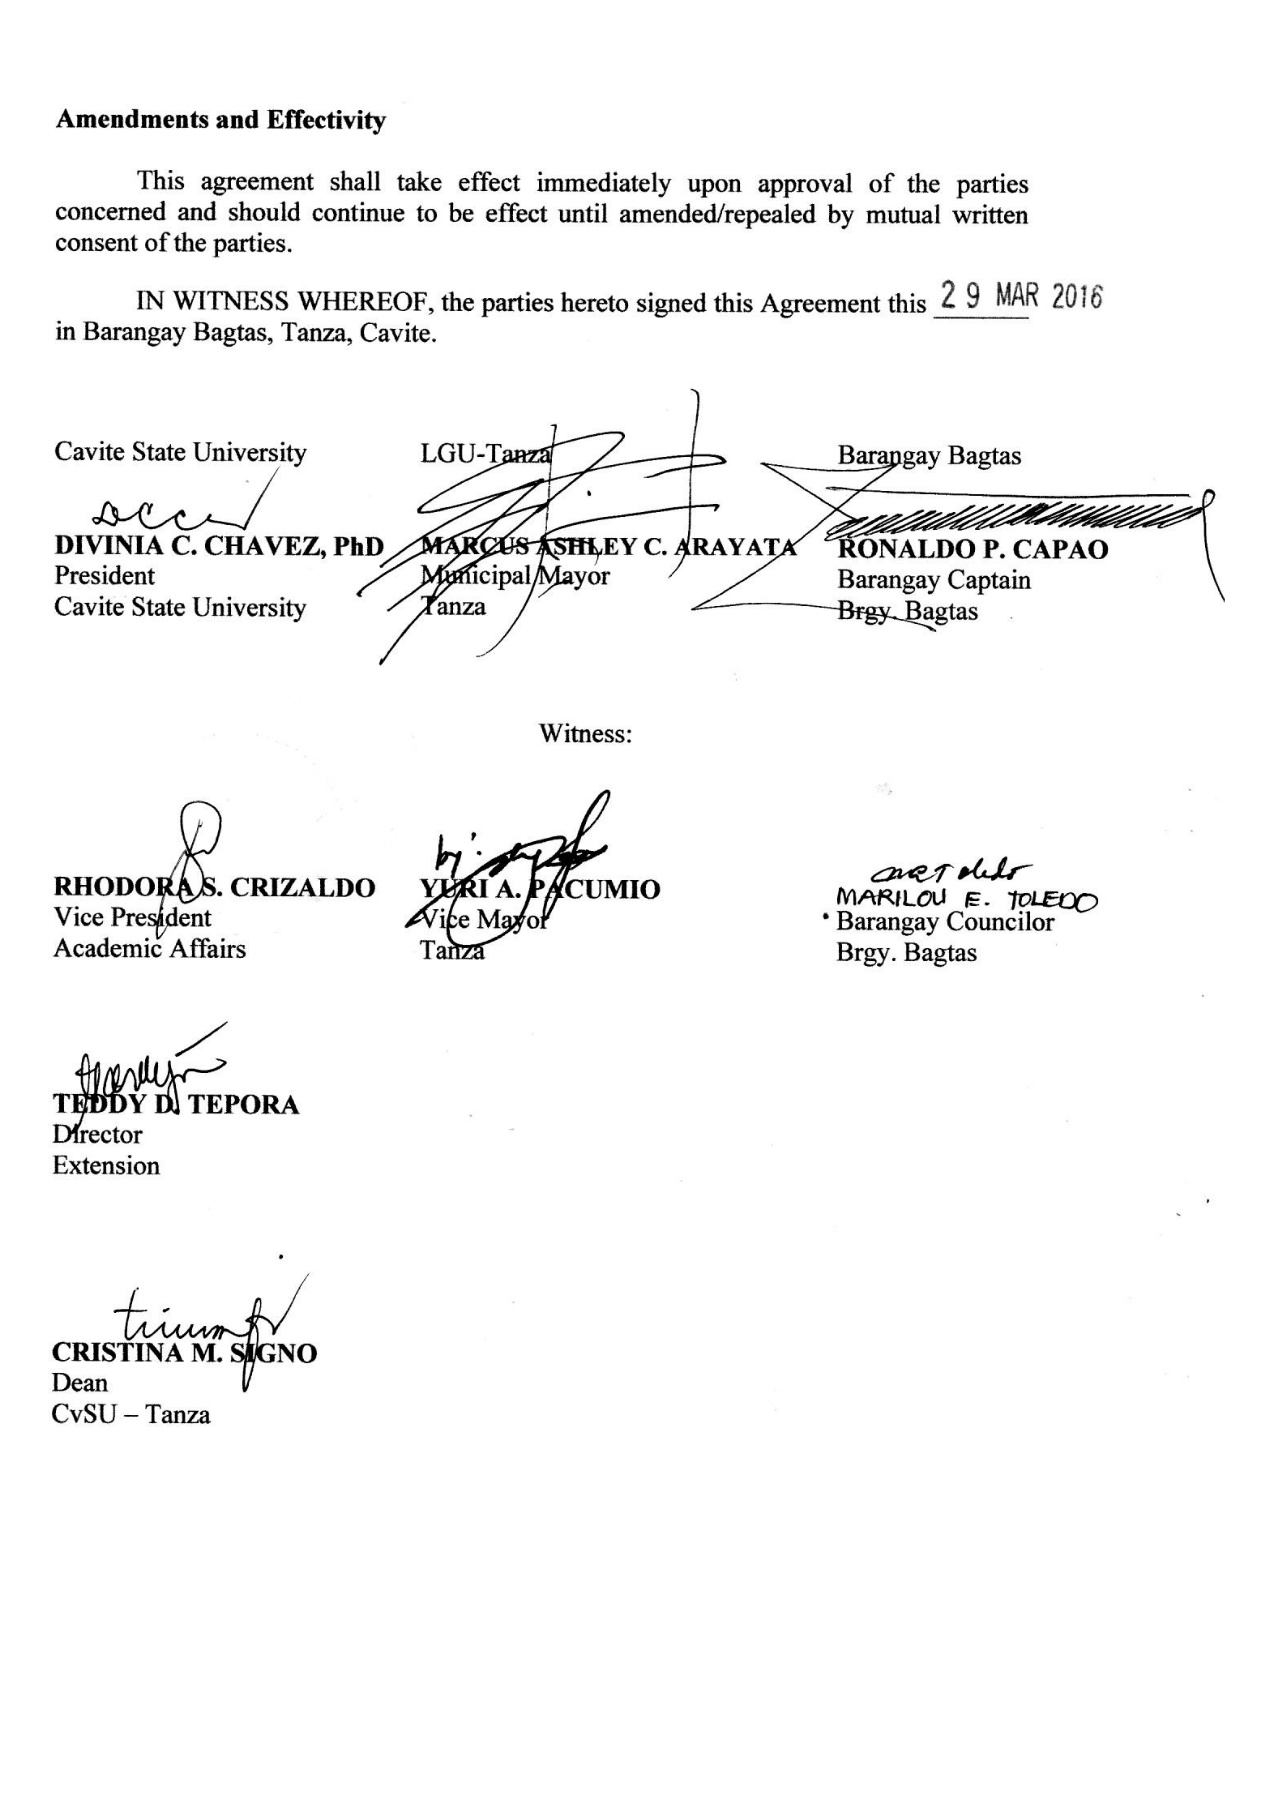 Amendments and Effectivity
This agreement shall take effect immediately upon approval of the parties
concerned and should continue to be effect until amended/repealed by mutual written
consent of the parties.
IN WITNESS WHEREOF, the parties hereto signed this Agreement this 29 MAR 2016
in Barangay Bagtas, Tanza, Cavite.
Cavite State University LGU-Tanza Barangay Bagtas
DIVINIA C. CHAVEZ, PhD MARCUS ASHLEY C. ARAYATA RONALDO P. CAPAO
President Municipal Mayor Barangay Captain
Cavite State University Tanza Brgy. Bagtas
Witness:
by:
RHODORA S. CRIZALDO YURI A. PACUMIO MARILOU E. TOLEDO
Vice President Vice Mayor Barangay Councilor
Academic Affairs Tanza Brgy. Bagtas
TEDDY D. TEPORA
Director
Extension
CRISTINA M. SIGNO
Dean
CvSU – Tanza